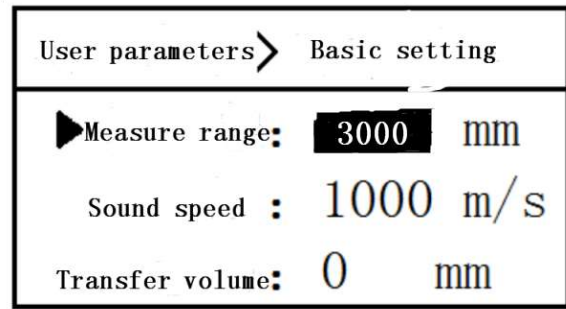 User parameters> Basic setting
Measure range: 3000 mm
Sound speed : 1000 m/s
Transfer volume: 0 mm